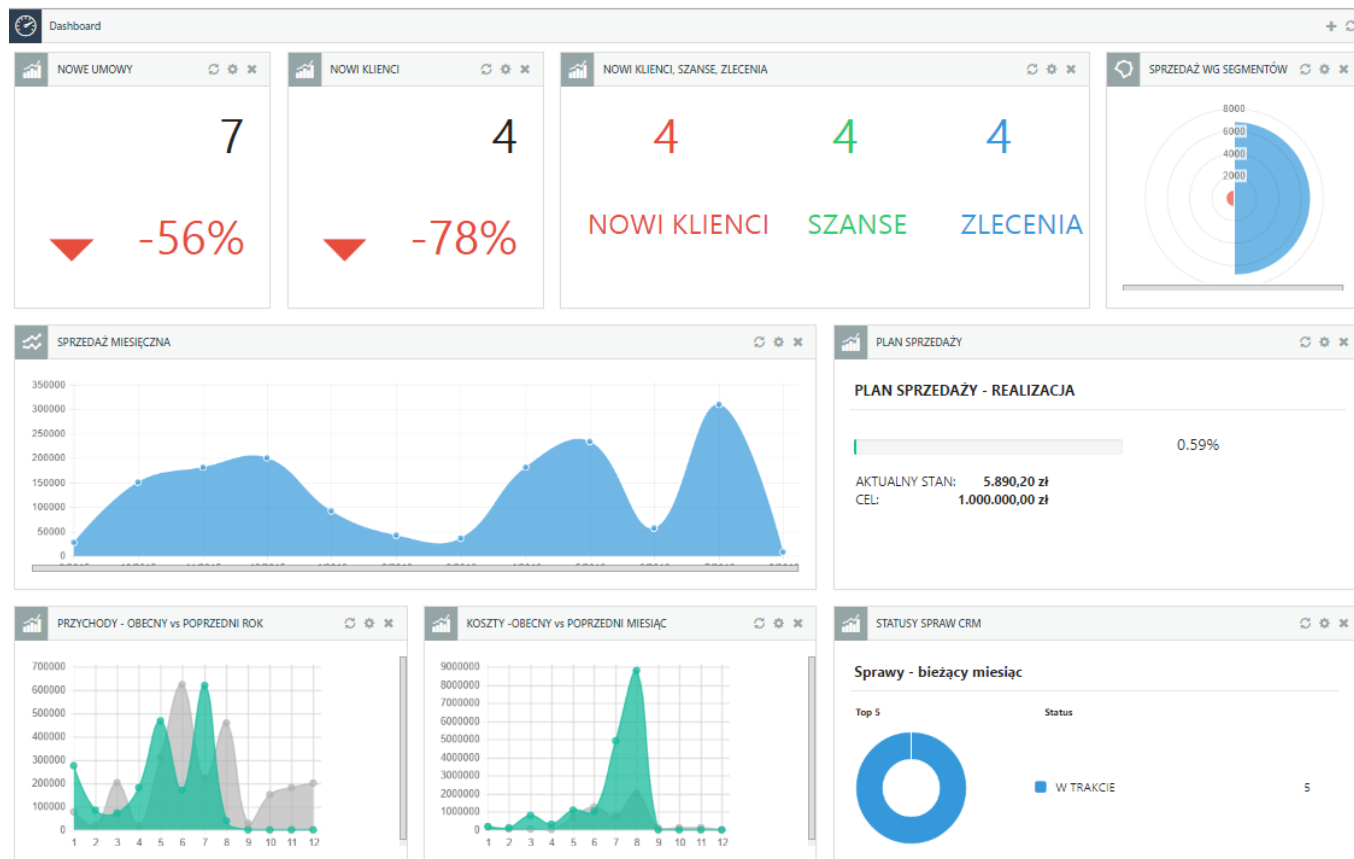 Dashboard
NOWE UMOWY
7
-56%
NOWI KLIENCI
4
-78%
NOWI KLIENCI, SZANSE, ZLECENIA
4 4 4
NOWI KLIENCI SZANSE ZLECENIA
SPRZEDAŻ WG SEGMENTÓW
8000
6000
4000
2000
SPRZEDAŻ MIESIĘCZNA
350000
300000
250000
200000
150000
100000
50000
0
PLAN SPRZEDAŻY
PLAN SPRZEDAŻY - REALIZACJA
0.59%
AKTUALNY STAN: 5.890,20 zł
CEL: 1.000.000,00 zł
PRZYCHODY - OBECNY vs POPRZEDNI ROK
700000
600000
500000
400000
300000
200000
100000
0
1 2 3 4 5 6 7 8 9 10 11 12
KOSZTY -OBECNY vs POPRZEDNI MIESIĄC
9000000
8000000
7000000
6000000
5000000
4000000
3000000
2000000
1000000
0
1 2 3 4 5 6 7 8 9 10 11 12
STATUSY SPRAW CRM
Sprawy - bieżący miesiąc
Top 5 Status
W TRAKCIE 5